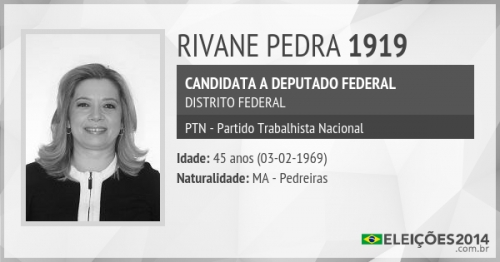 RIVANE PEDRA 1919
CANDIDATA A DEPUTADO FEDERAL
DISTRITO FEDERAL
PTN - Partido Trabalhista Nacional
Idade: 45 anos (03-02-1969)
Naturalidade: MA - Pedreiras
ELEIÇÕES2014
.com.br